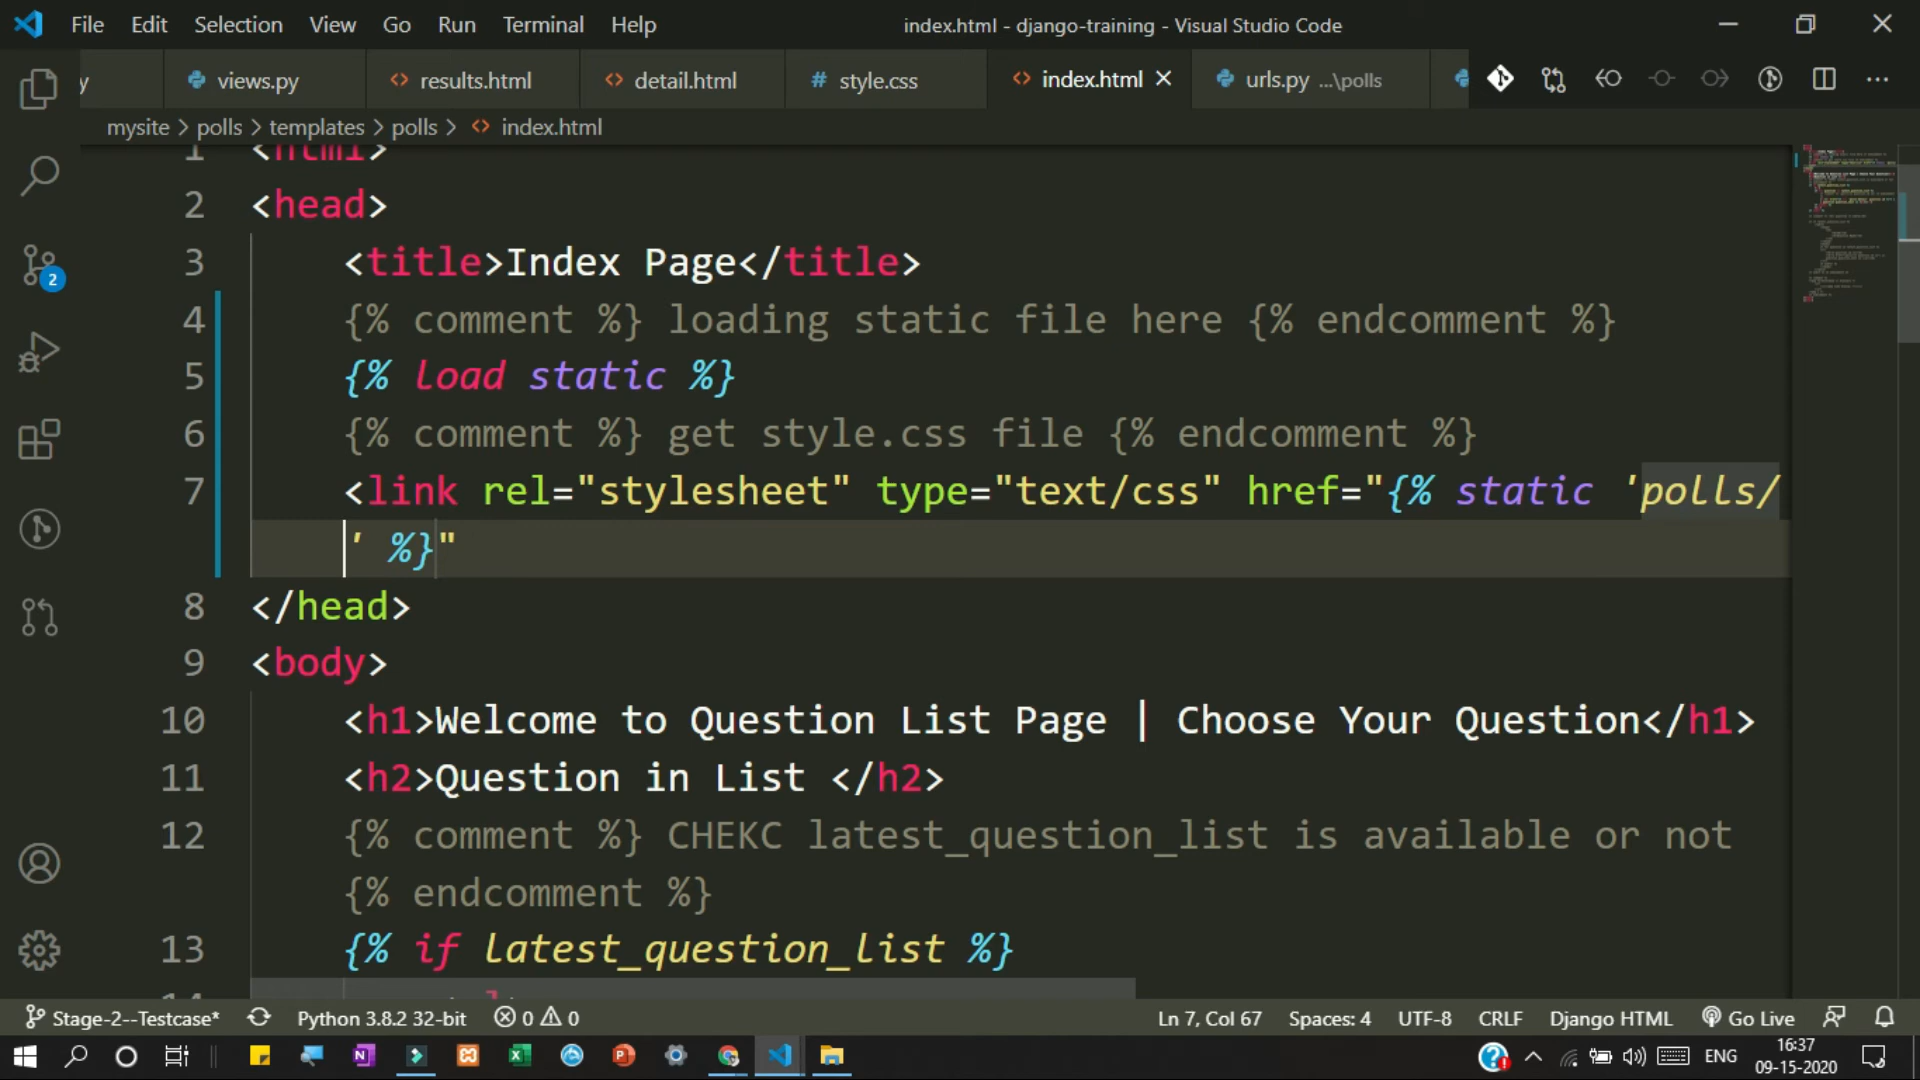 File Edit Selection View Go Run Terminal Help index.html - django-training - Visual Studio Code
y views.py results.html detail.html style.css index.html urls.py ...\polls
mysite > polls > templates > polls > index.html
1 <html>
2 <head>
3 <title>Index Page</title>
4 {% comment %} loading static file here {% endcomment %}
5 {% load static %}
6 {% comment %} get style.css file {% endcomment %}
7 <link rel="stylesheet" type="text/css" href="{% static 'polls/
' %}"
8 </head>
9 <body>
10 <h1>Welcome to Question List Page | Choose Your Question</h1>
11 <h2>Question in List </h2>
12 {% comment %} CHEKC latest_question_list is available or not
{% endcomment %}
13 {% if latest_question_list %}
2
Stage-2--Testcase* Python 3.8.2 32-bit 0 0 Ln 7, Col 67 Spaces: 4 UTF-8 CRLF Django HTML Go Live
ENG 16:37
09-15-2020